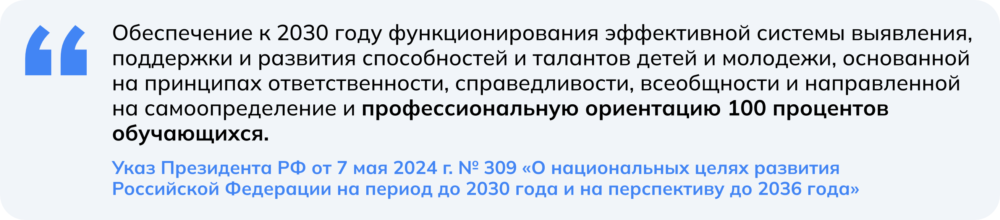 “
Обеспечение к 2030 году функционирования эффективной системы выявления,
поддержки и развития способностей и талантов детей и молодежи, основанной
на принципах ответственности, справедливости, всеобщности и направленной
на самоопределение и профессиональную ориентацию 100 процентов
обучающихся.
Указ Президента РФ от 7 мая 2024 г. № 309 «О национальных целях развития
Российской Федерации на период до 2030 года и на перспективу до 2036 года»